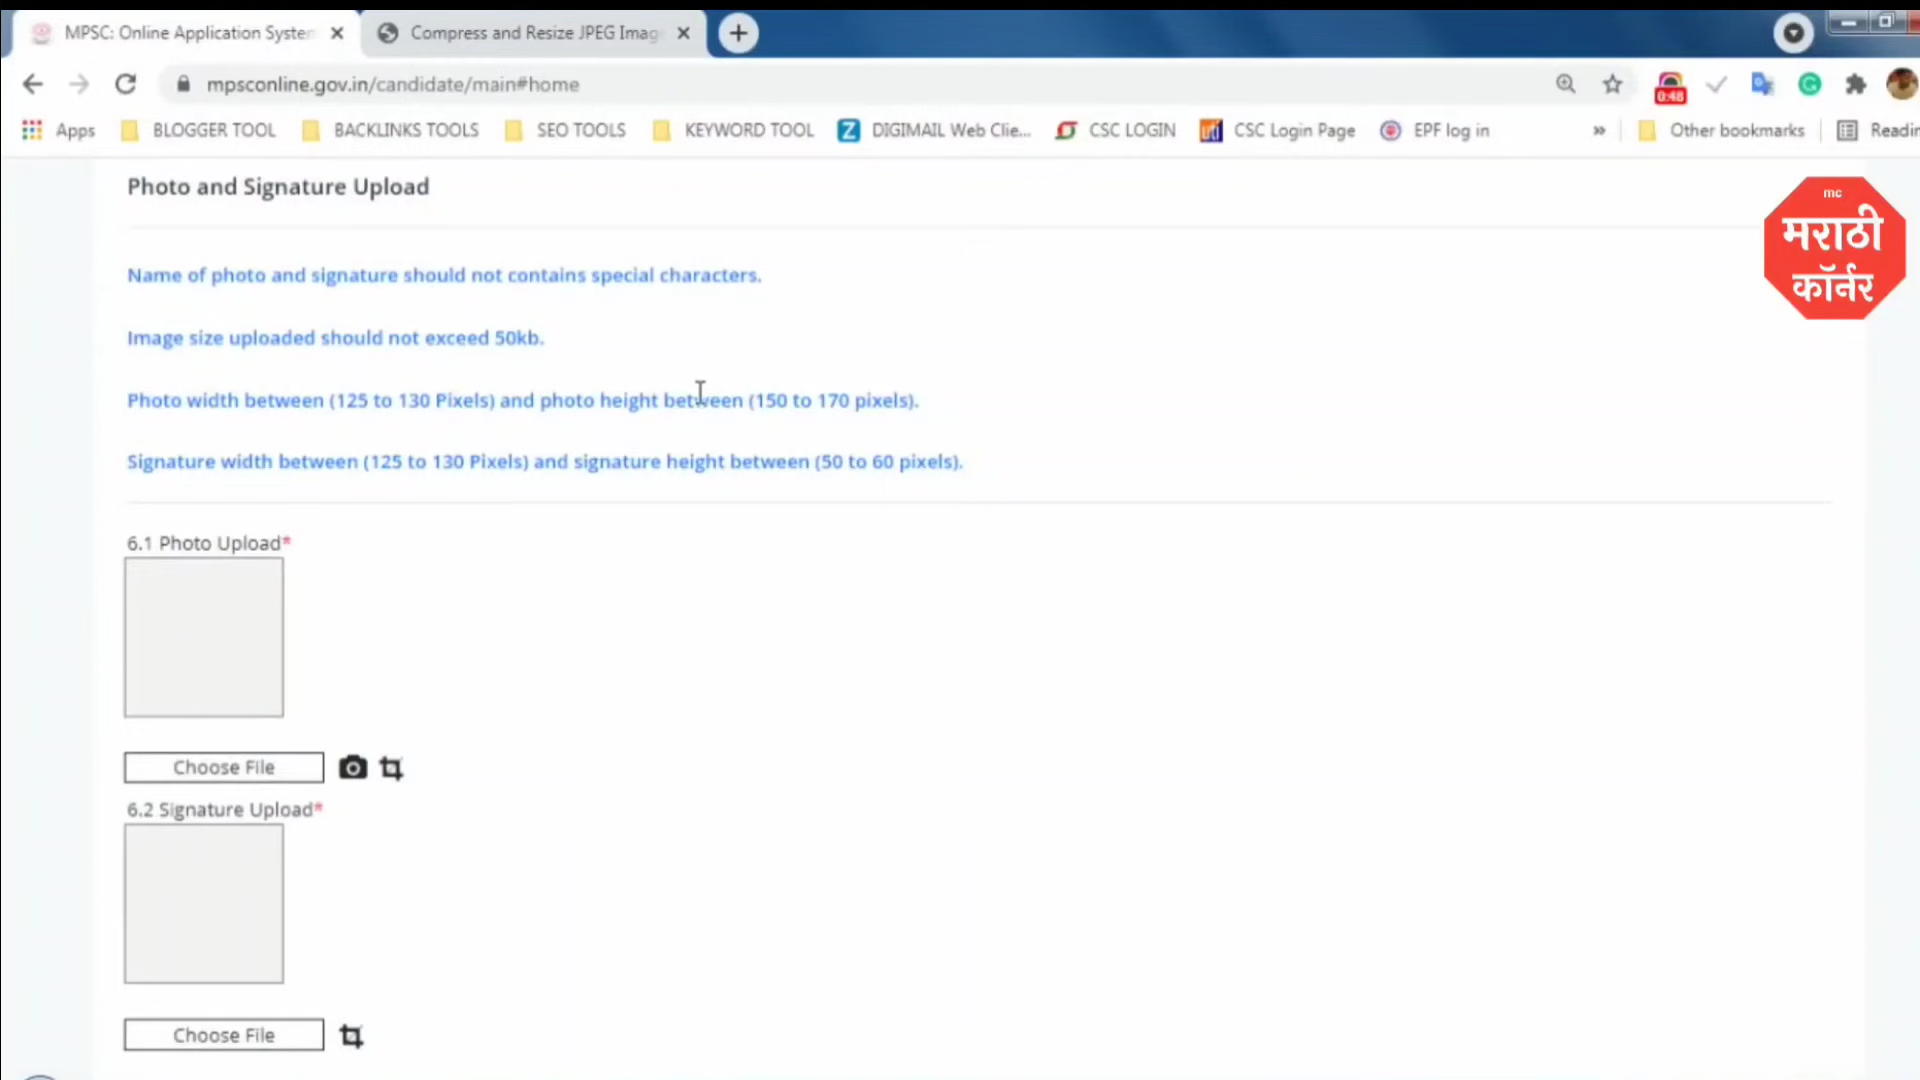 MPSC: Online Application System
Compress and Resize JPEG Imag
mpsconline.gov.in/candidate/main#home
0:48
Apps
BLOGGER TOOL
BACKLINKS TOOLS
SEO TOOLS
KEYWORD TOOL
DIGIMAIL Web Clie...
CSC LOGIN
CSC Login Page
EPF log in
»
Other bookmarks
Readin
Photo and Signature Upload
mc
मराठी
कॉर्नर
Name of photo and signature should not contains special characters.
Image size uploaded should not exceed 50kb.
Photo width between (125 to 130 Pixels) and photo height between (150 to 170 pixels).
Signature width between (125 to 130 Pixels) and signature height between (50 to 60 pixels).
6.1 Photo Upload*
Choose File
6.2 Signature Upload*
Choose File